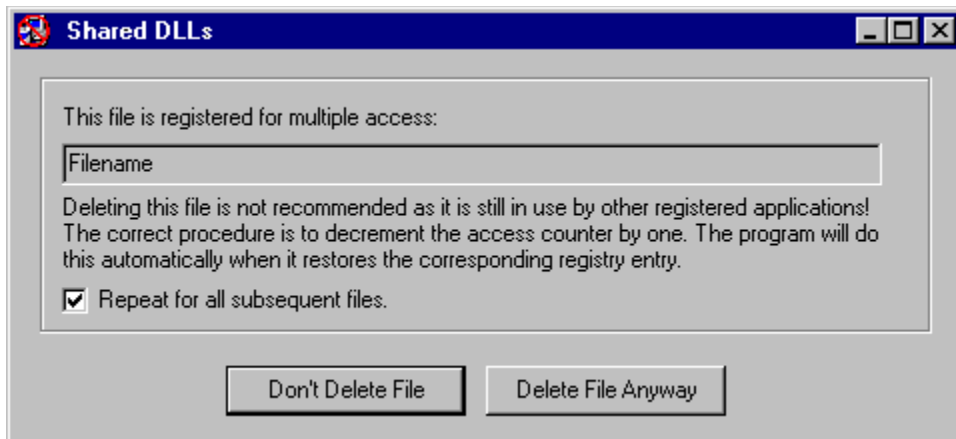 Shared DLLs
This file is registered for multiple access:
Filename
Deleting this file is not recommended as it is still in use by other registered applications!
The correct procedure is to decrement the access counter by one. The program will do
this automatically when it restores the corresponding registry entry.
Repeat for all subsequent files.
Don't Delete File
Delete File Anyway